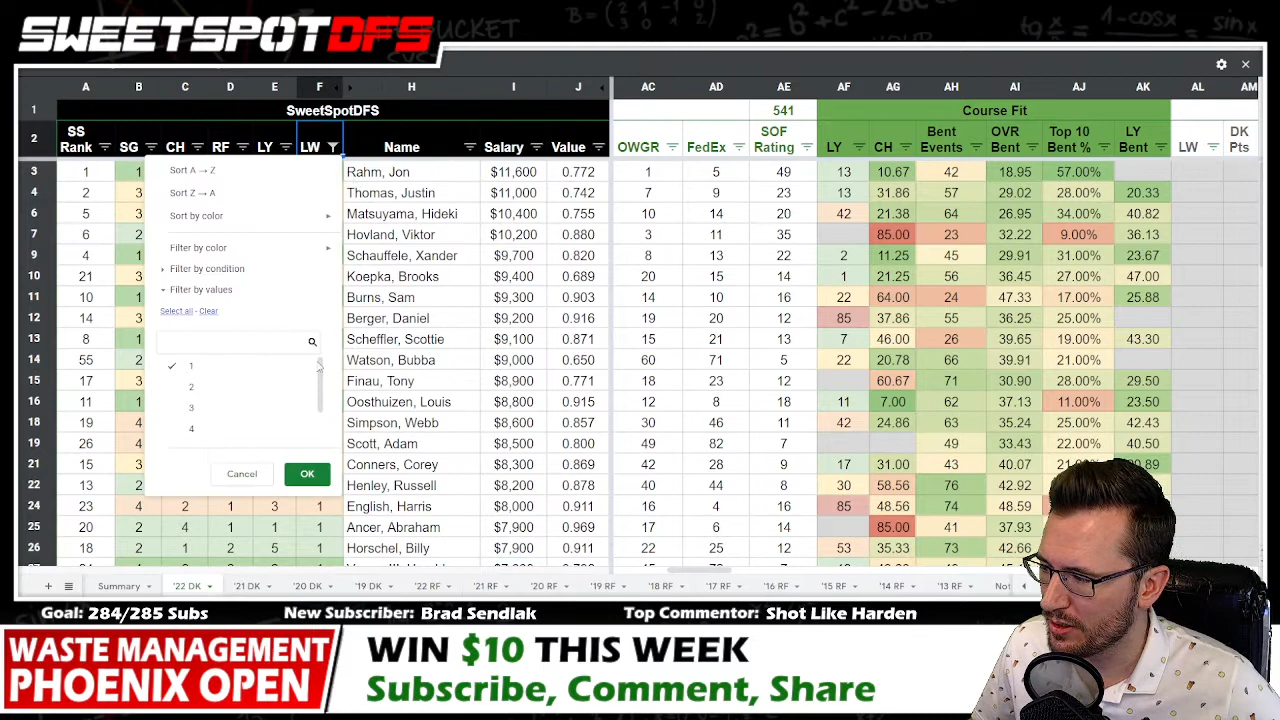 SWEETSPOTDFS
A B C D E F H I J AC AD AE AF AG AH AI AJ AK AL AM
1 SweetSpotDFS 541 Course Fit
SS SOF Bent OVR Top 10 LY DK
2 Rank SG CH RF LY LW Name Salary Value OWGR FedEx Rating LY CH Events Bent Bent % Bent LW Pts
3 1 1 Rahm, Jon $11,600 0.772 1 5 49 13 10.67 42 18.95 57.00%
4 2 3 Thomas, Justin $11,000 0.742 7 23 23 13 31.86 57 29.02 28.00% 20.33
6 5 3 Matsuyama, Hideki $10,400 0.755 10 14 20 42 21.38 64 26.95 34.00% 40.82
7 6 2 Hovland, Viktor $10,200 0.880 3 11 35 85.00 23 32.22 9.00% 36.13
9 4 1 Schauffele, Xander $9,700 0.820 8 13 22 2 11.25 45 29.91 31.00% 23.67
10 21 3 Koepka, Brooks $9,400 0.689 20 15 14 1 21.25 56 36.45 27.00% 47.00
11 10 1 Burns, Sam $9,300 0.903 14 10 16 22 64.00 24 47.33 17.00% 25.88
12 14 3 Berger, Daniel $9,200 0.916 19 20 12 85 37.86 55 32.25 24.00%
13 8 1 Scheffler, Scottie $9,100 0.871 15 21 13 7 46.00 26 39.65 19.00% 43.30
14 55 2 Watson, Bubba $9,000 0.650 60 71 5 22 20.78 66 39.91 21.00%
15 17 3 Finau, Tony $8,900 0.771 18 23 12 60.67 71 30.90 28.00% 29.50
16 11 1 Oosthuizen, Louis $8,800 0.915 12 8 18 11 7.00 62 37.13 11.00% 23.50
18 19 4 Simpson, Webb $8,600 0.657 30 46 11 42 24.86 63 35.24 25.00% 42.43
19 26 4 Scott, Adam $8,500 0.800 49 82 7 49 33.43 22.00% 40.50
21 15 3 Conners, Corey $8,300 0.869 42 28 9 17 31.00 43 40.07
22 13 2 Henley, Russell $8,200 0.878 40 44 8 30 58.56 76 42.92
24 23 4 2 1 3 1 English, Harris $8,000 0.911 16 4 16 85 48.56 74 48.59
25 20 2 4 1 1 1 Ancer, Abraham $7,900 0.969 17 6 14 85.00 41 37.93
26 18 1 2 5 1 Horschel, Billy $7,900 0.911 22 25 12 53 35.33 73 42.66
Sort A → Z
Sort Z → A
Sort by color
Filter by color
Filter by condition
Filter by values
Select all - Clear
1
2
3
4
Cancel OK
+ Summary '22 DK '21 DK '20 DK '19 DK '22 RF '21 RF '20 RF '19 RF '18 RF '17 RF '16 RF '15 RF '14 RF '13 RF
Goal: 284/285 Subs New Subscriber: Brad Sendlak Top Commentor: Shot Like Harden
WASTE MANAGEMENT
PHOENIX OPEN
WIN $10 THIS WEEK
Subscribe, Comment, Share